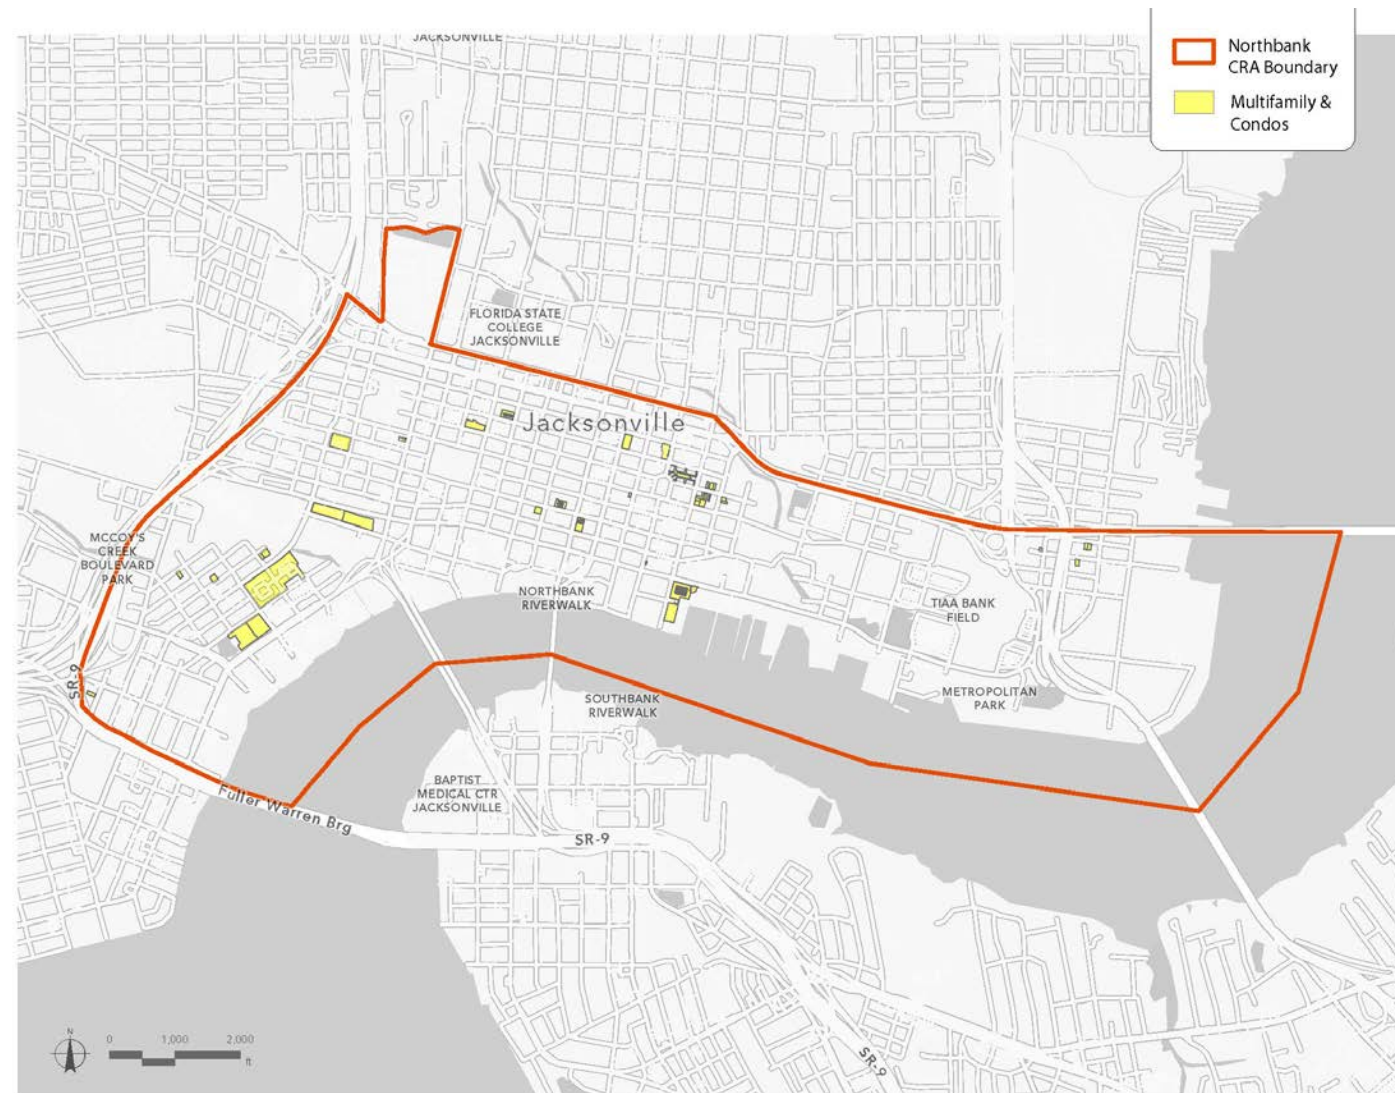 JACKSONVILLE
Northbank
CRA Boundary
Multifamily &
Condos
FLORIDA STATE
COLLEGE
JACKSONVILLE
Jacksonville
MCCOY'S
CREEK
BOULEVARD
PARK
NORTHBANK
RIVERWALK
TIAA BANK
FIELD
SR-9
SOUTHBANK
RIVERWALK
METROPOLITAN
PARK
BAPTIST
MEDICAL CTR
JACKSONVILLE
Fuller Warren Brg
SR-9
SR-9
N
0 1,000 2,000
ft